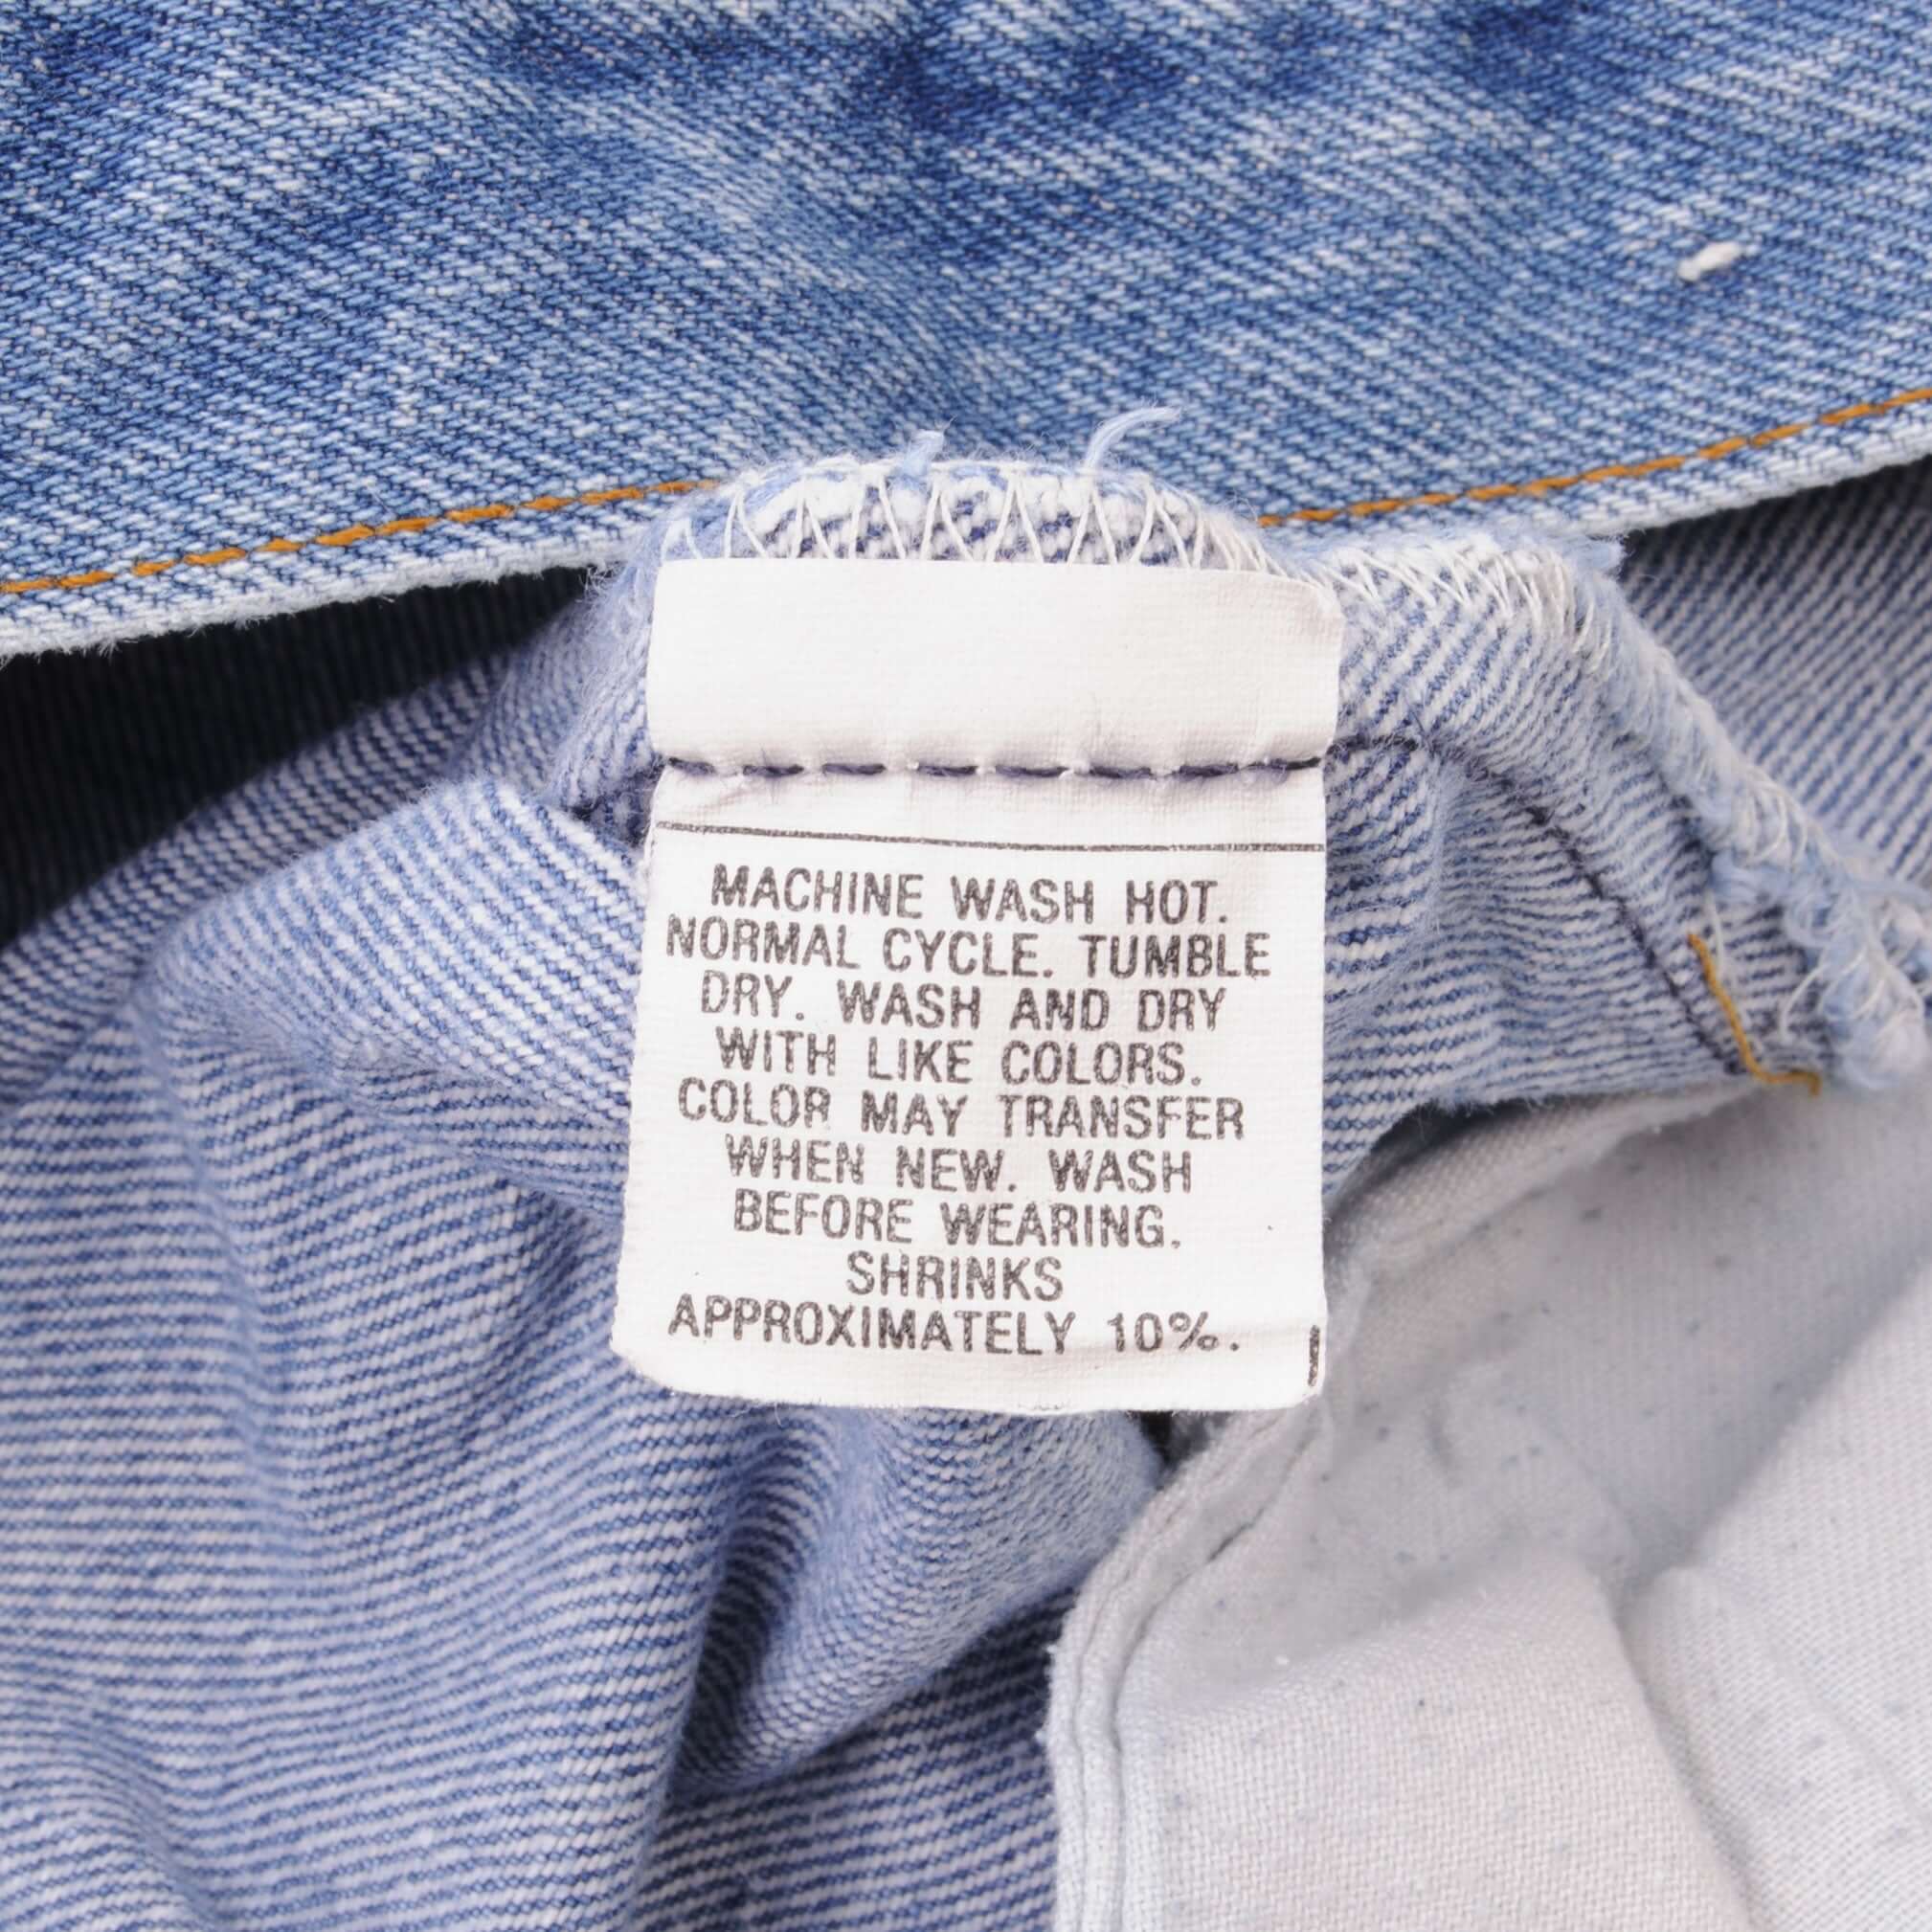 MACHINE WASH HOT.
NORMAL CYCLE. TUMBLE
DRY. WASH AND DRY
WITH LIKE COLORS.
COLOR MAY TRANSFER
WHEN NEW. WASH
BEFORE WEARING.
SHRINKS
APPROXIMATELY 10%.